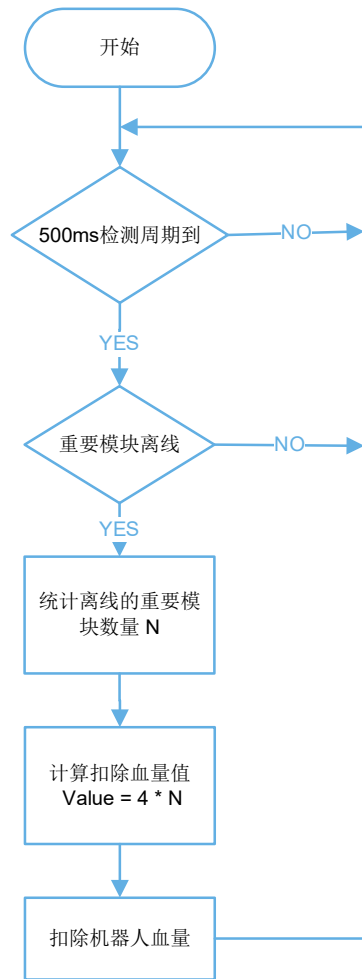 开始
500ms检测周期到
NO
YES
重要模块离线
NO
YES
统计离线的重要模
块数量 N
计算扣除血量值
Value = 4 * N
扣除机器人血量